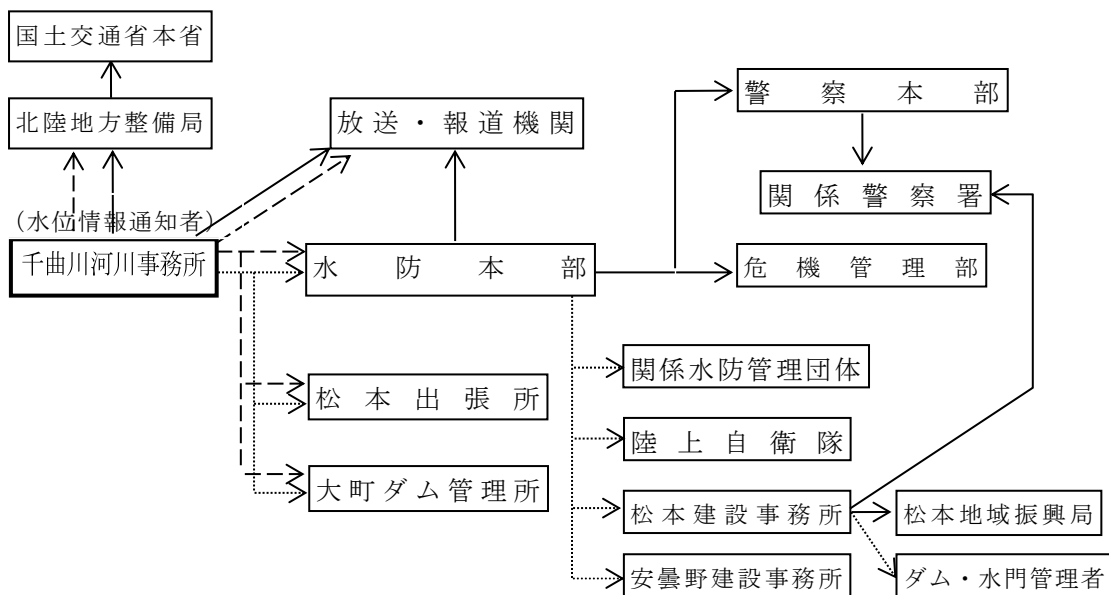 国土交通省本省
北陸地方整備局
放送・報道機関
警察本部
関係警察署
(水位情報通知者)
千曲川河川事務所
水防本部
危機管理部
関係水防管理団体
松本出張所
陸上自衛隊
大町ダム管理所
松本建設事務所
松本地域振興局
安曇野建設事務所
ダム・水門管理者